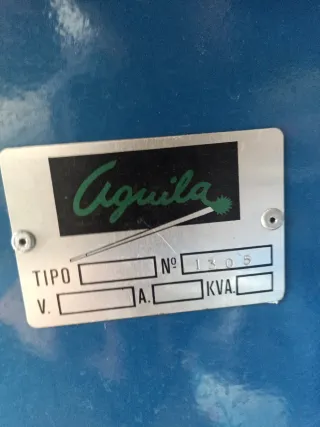 Aguila
TIPO Nº 1306
V. A. KVA.